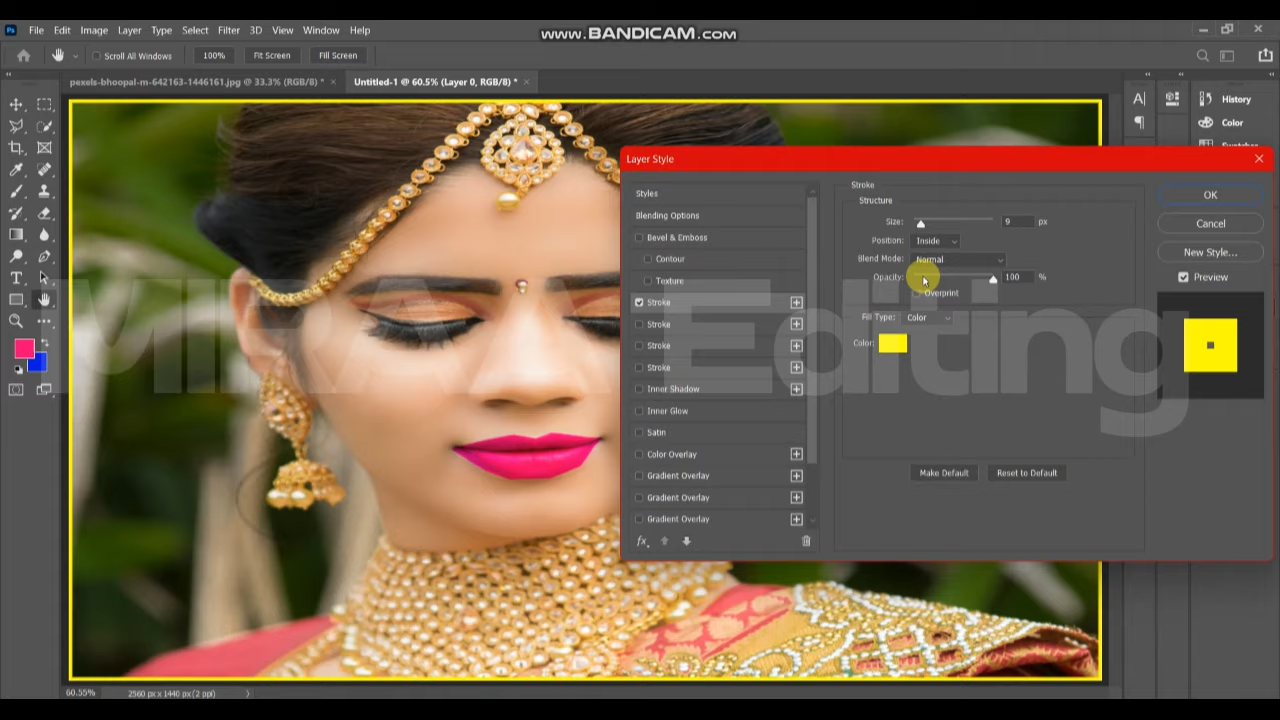 www.BANDICAM.com
Ps File Edit Image Layer Type Select Filter 3D View Window Help
Scroll All Windows 100% Fit Screen Fill Screen
pexels-bhoopal-m-642163-1446161.jpg @ 33.3% (RGB/8) * × Untitled-1 @ 60.5% (Layer 0, RGB/8) * ×
History
Color
Layer Style
Styles
Blending Options
Bevel & Emboss
Contour
Texture
Stroke
Stroke
Stroke
Stroke
Inner Shadow
Inner Glow
Satin
Color Overlay
Gradient Overlay
Gradient Overlay
Gradient Overlay
fx
Stroke
Structure
Size: 9 px
Position: Inside
Blend Mode: Normal
Opacity: 100 %
Overprint
Fill Type: Color
Color:
Make Default Reset to Default
OK
Cancel
New Style...
Preview
Editing
60.55% 2560 px x 1440 px (2 ppi)